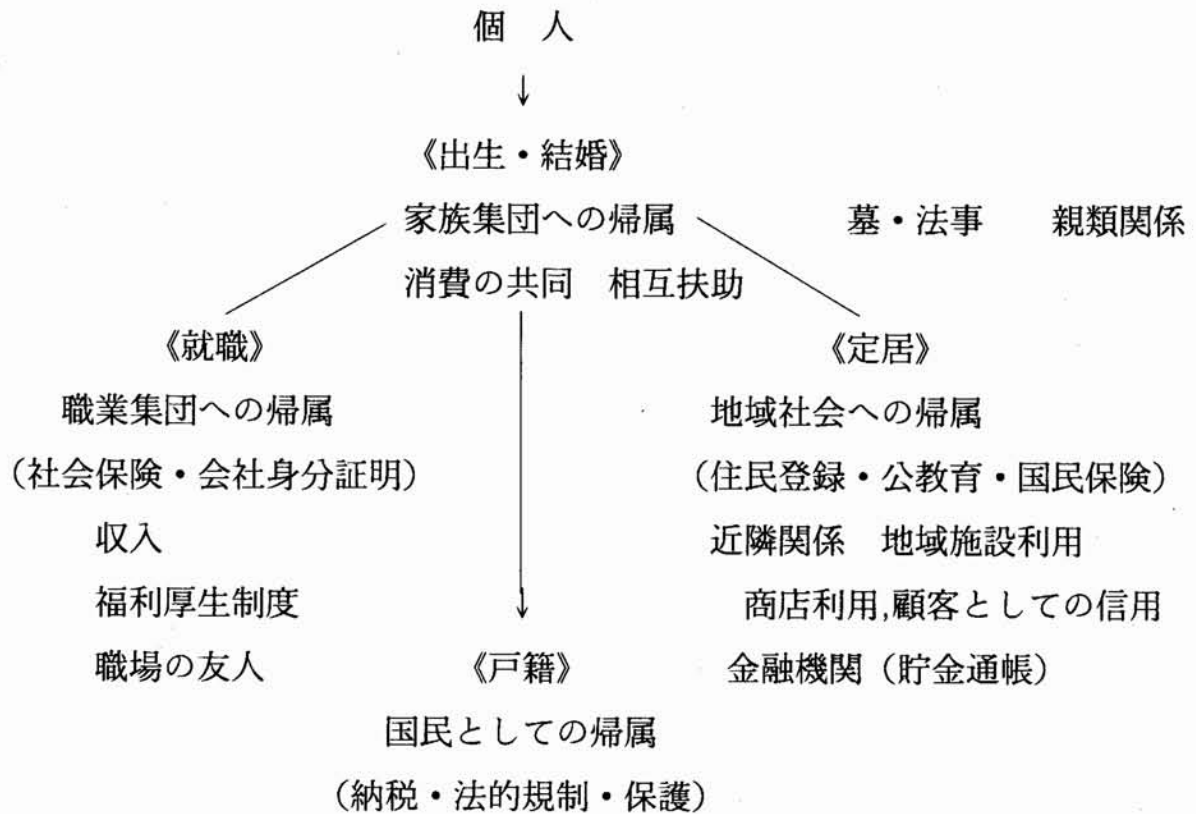 個　人
↓
《出生・結婚》
家族集団への帰属　墓・法事　親類関係
消費の共同　相互扶助
《就職》
職業集団への帰属
（社会保険・会社身分証明）
収入
福利厚生制度
職場の友人
《定居》
地域社会への帰属
（住民登録・公教育・国民保険）
近隣関係　地域施設利用
商店利用,顧客としての信用
金融機関（貯金通帳）
《戸籍》
国民としての帰属
（納税・法的規制・保護）